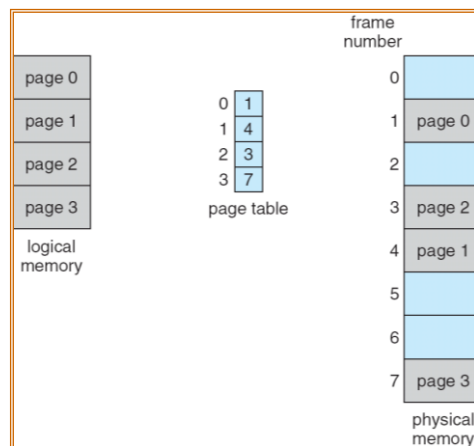 page 0
page 1
page 2
page 3
logical
memory
0 1
1 4
2 3
3 7
page table
frame
number
0
1 page 0
2
3 page 2
4 page 1
5
6
7 page 3
physical
memory